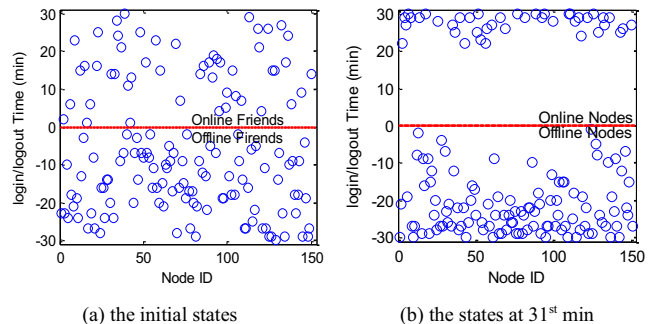 30
20
10
0
-10
-20
-30
0
50
100
150
login/logout Time (min)
Node ID
Online Friends
Offline Firends
(a) the initial states
30
20
10
0
-10
-20
-30
0
50
100
150
login/logout Time (min)
Node ID
Online Nodes
Offline Nodes
(b) the states at 31st min